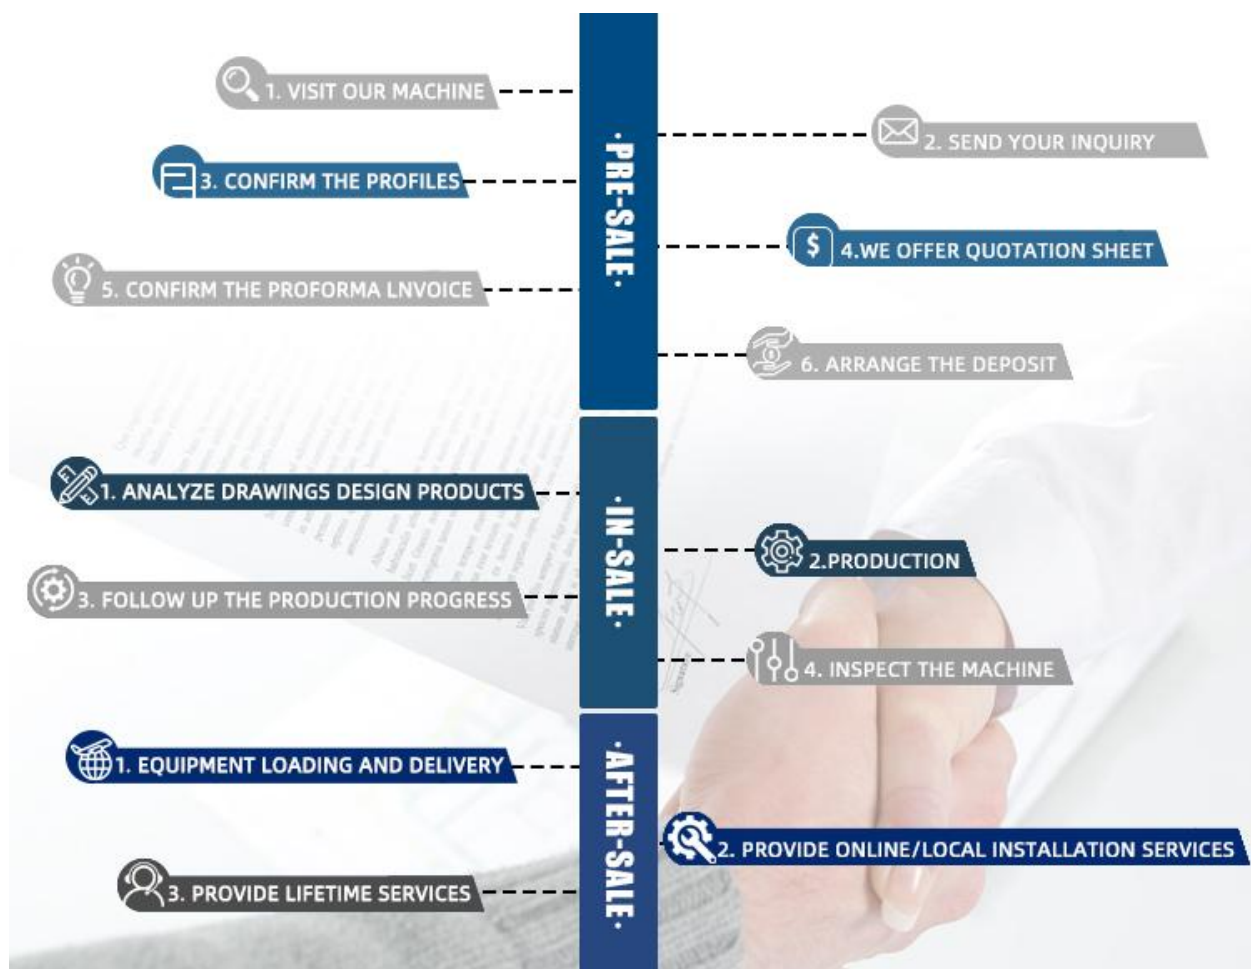 ·PRE-SALE·
1. VISIT OUR MACHINE
2. SEND YOUR INQUIRY
3. CONFIRM THE PROFILES
4.WE OFFER QUOTATION SHEET
5. CONFIRM THE PROFORMA LNVOICE
6. ARRANGE THE DEPOSIT
·IN-SALE·
1. ANALYZE DRAWINGS DESIGN PRODUCTS
2.PRODUCTION
3. FOLLOW UP THE PRODUCTION PROGRESS
4. INSPECT THE MACHINE
·AFTER-SALE·
1. EQUIPMENT LOADING AND DELIVERY
2. PROVIDE ONLINE/LOCAL INSTALLATION SERVICES
3. PROVIDE LIFETIME SERVICES